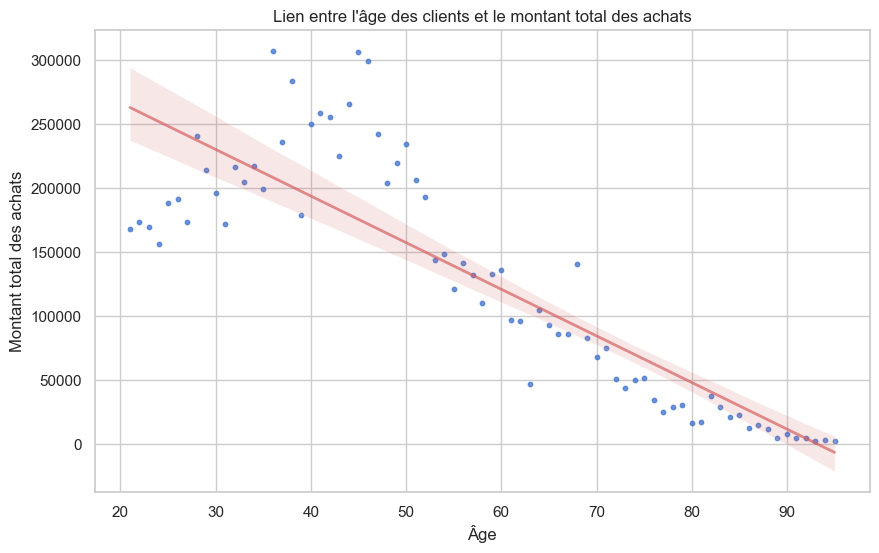 Lien entre l'âge des clients et le montant total des achats
Montant total des achats
300000
250000
200000
150000
100000
50000
0
20 30 40 50 60 70 80 90
Âge